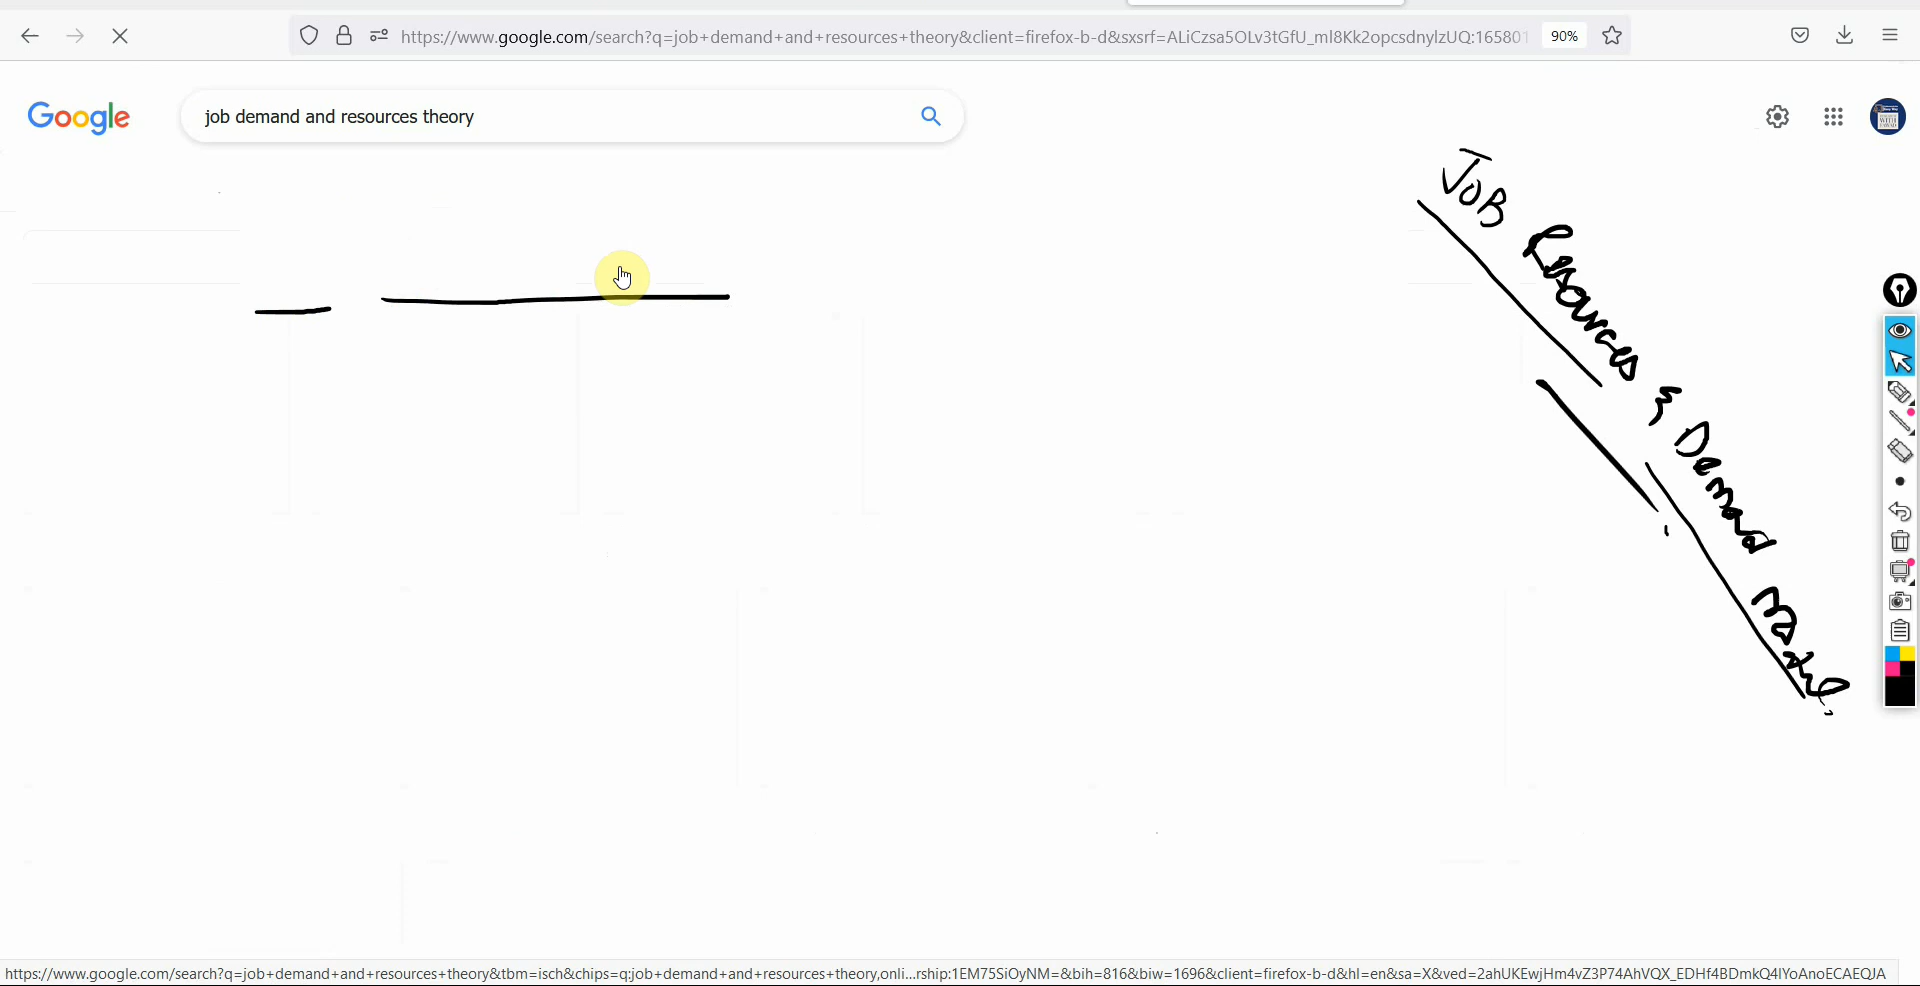 https://www.google.com/search?q=job+demand+and+resources+theory&client=firefox-b-d&sxsrf=ALiCzsa5OLv3tGfU_ml8Kk2opcsdnylzUQ:165801
90%
Google
job demand and resources theory
JOB Resources & Demand
https://www.google.com/search?q=job+demand+and+resources+theory&tbm=isch&chips=q:job+demand+and+resources+theory,onli...rship:1EM75SiOyNM=&bih=816&biw=1696&client=firefox-b-d&hl=en&sa=X&ved=2ahUKEwjHm4vZ3P74AhVQX_EDHf4BDmkQ4lYoAnoECAEQJA